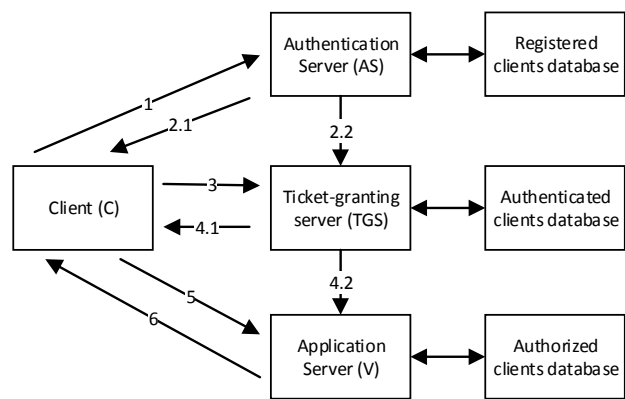 Authentication
Server (AS)
Registered
clients database
1
2.1
2.2
Client (C)
3
Ticket-granting
server (TGS)
Authenticated
clients database
4.1
4.2
5
6
Application
Server (V)
Authorized
clients database